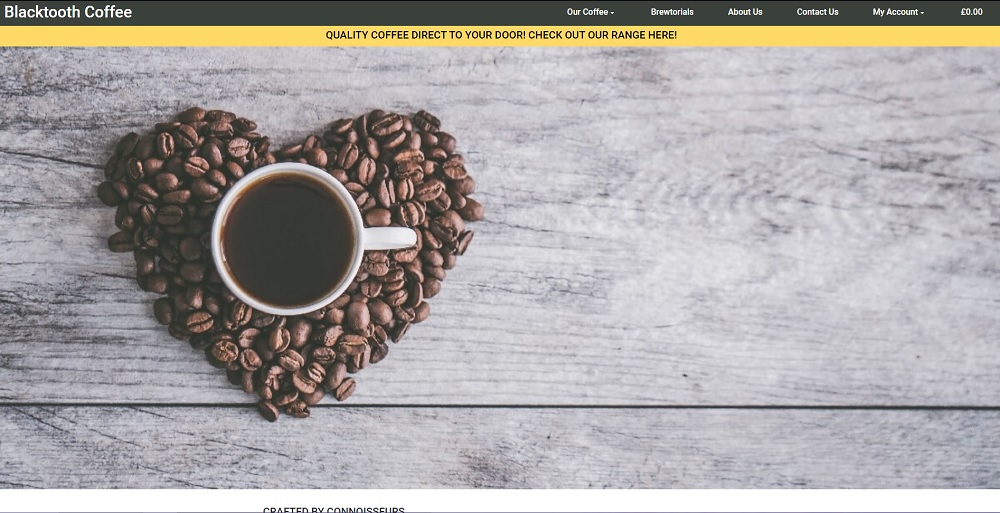 Blacktooth Coffee
Our Coffee
Brewtorials
About Us
Contact Us
My Account
£0.00
QUALITY COFFEE DIRECT TO YOUR DOOR! CHECK OUT OUR RANGE HERE!
CRAFTED BY CONNOISSEURS